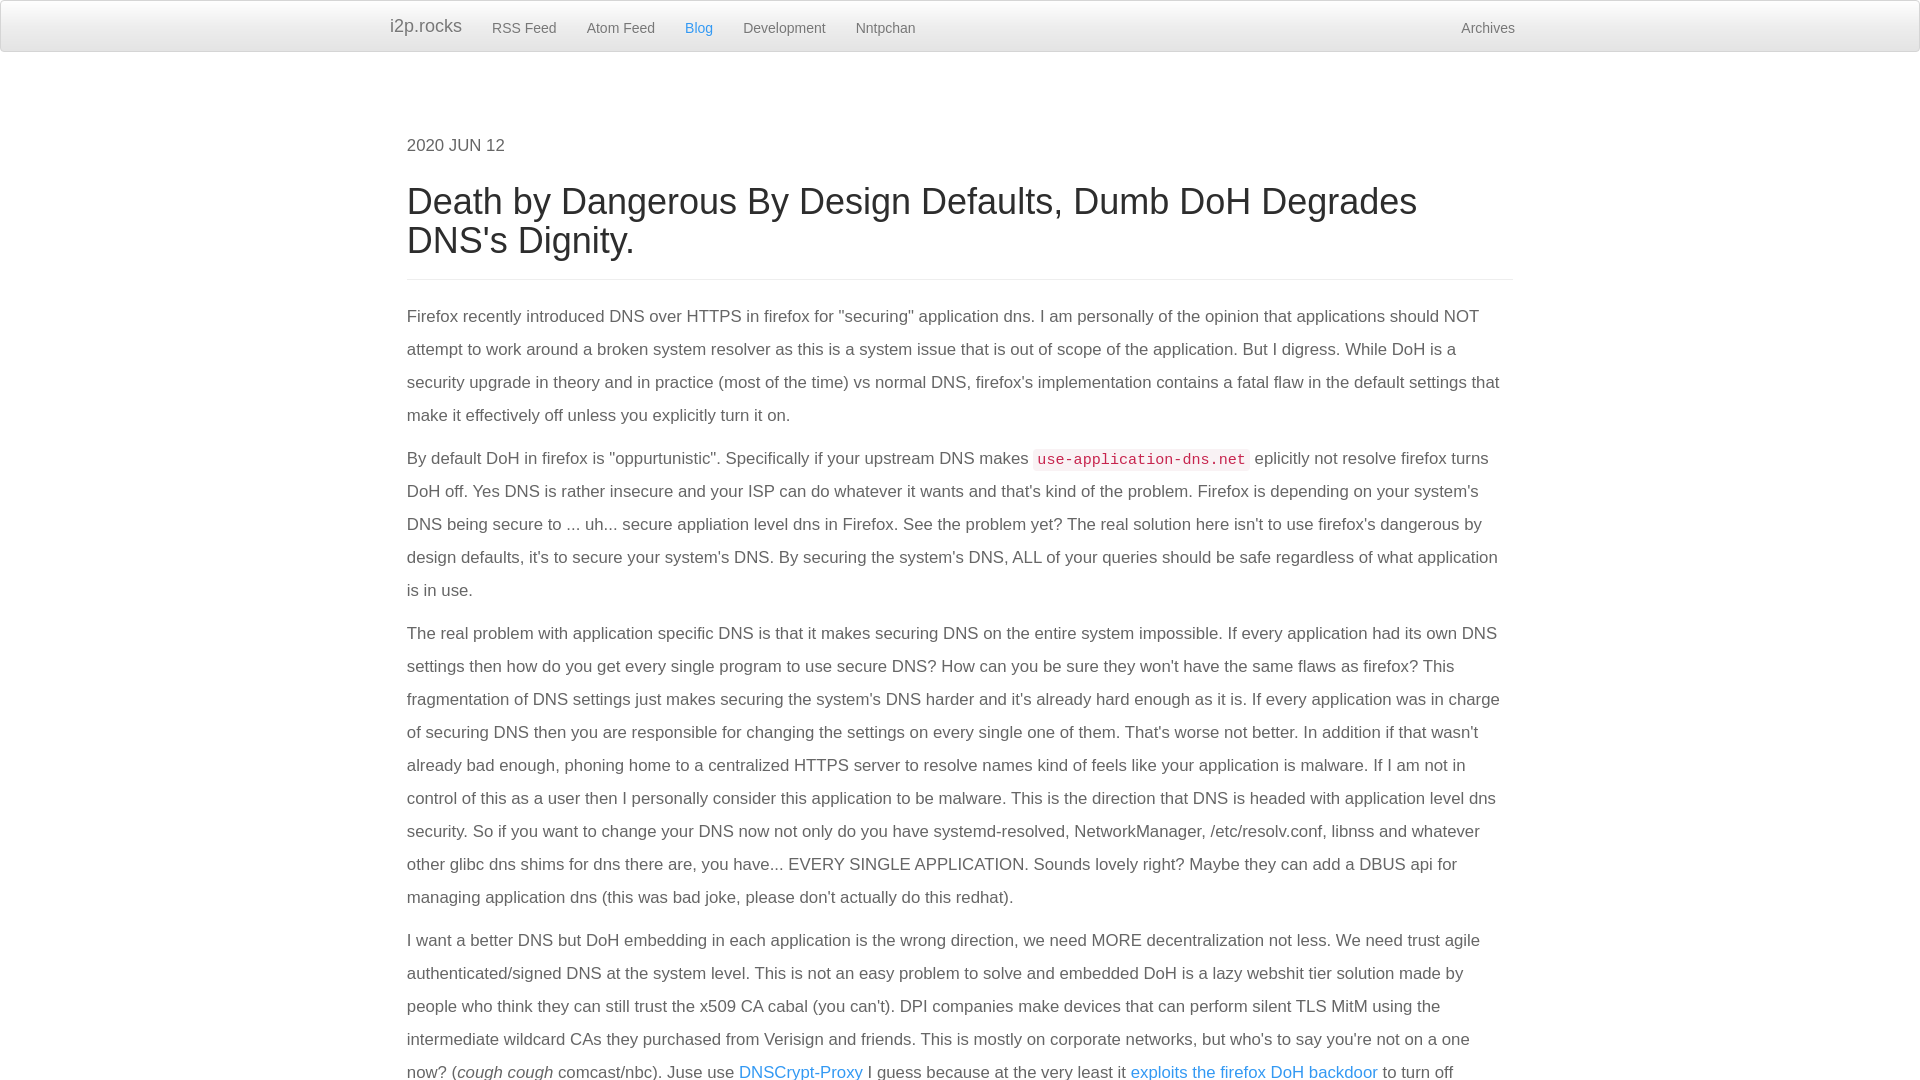 i2p.rocks RSS Feed Atom Feed Blog Development Nntpchan Archives
2020 JUN 12
Death by Dangerous By Design Defaults, Dumb DoH Degrades
DNS's Dignity.
Firefox recently introduced DNS over HTTPS in firefox for "securing" application dns. I am personally of the opinion that applications should NOT
attempt to work around a broken system resolver as this is a system issue that is out of scope of the application. But I digress. While DoH is a
security upgrade in theory and in practice (most of the time) vs normal DNS, firefox's implementation contains a fatal flaw in the default settings that
make it effectively off unless you explicitly turn it on.
By default DoH in firefox is "oppurtunistic". Specifically if your upstream DNS makes use-application-dns.net eplicitly not resolve firefox turns
DoH off. Yes DNS is rather insecure and your ISP can do whatever it wants and that's kind of the problem. Firefox is depending on your system's
DNS being secure to ... uh... secure appliation level dns in Firefox. See the problem yet? The real solution here isn't to use firefox's dangerous by
design defaults, it's to secure your system's DNS. By securing the system's DNS, ALL of your queries should be safe regardless of what application
is in use.
The real problem with application specific DNS is that it makes securing DNS on the entire system impossible. If every application had its own DNS
settings then how do you get every single program to use secure DNS? How can you be sure they won't have the same flaws as firefox? This
fragmentation of DNS settings just makes securing the system's DNS harder and it's already hard enough as it is. If every application was in charge
of securing DNS then you are responsible for changing the settings on every single one of them. That's worse not better. In addition if that wasn't
already bad enough, phoning home to a centralized HTTPS server to resolve names kind of feels like your application is malware. If I am not in
control of this as a user then I personally consider this application to be malware. This is the direction that DNS is headed with application level dns
security. So if you want to change your DNS now not only do you have systemd-resolved, NetworkManager, /etc/resolv.conf, libnss and whatever
other glibc dns shims for dns there are, you have... EVERY SINGLE APPLICATION. Sounds lovely right? Maybe they can add a DBUS api for
managing application dns (this was bad joke, please don't actually do this redhat).
I want a better DNS but DoH embedding in each application is the wrong direction, we need MORE decentralization not less. We need trust agile
authenticated/signed DNS at the system level. This is not an easy problem to solve and embedded DoH is a lazy webshit tier solution made by
people who think they can still trust the x509 CA cabal (you can't). DPI companies make devices that can perform silent TLS MitM using the
intermediate wildcard CAs they purchased from Verisign and friends. This is mostly on corporate networks, but who's to say you're not on a one
now? (cough cough comcast/nbc). Juse use DNSCrypt-Proxy I guess because at the very least it exploits the firefox DoH backdoor to turn off